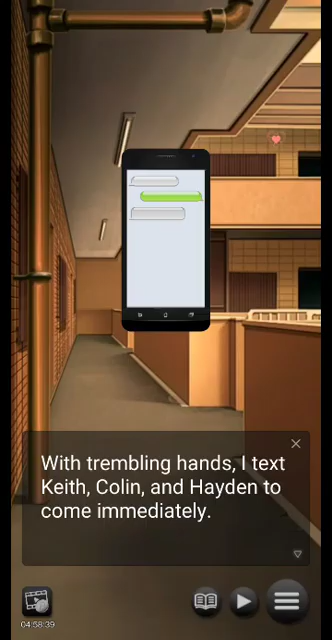 With trembling hands, I text
Keith, Colin, and Hayden to
come immediately.
04:58:39